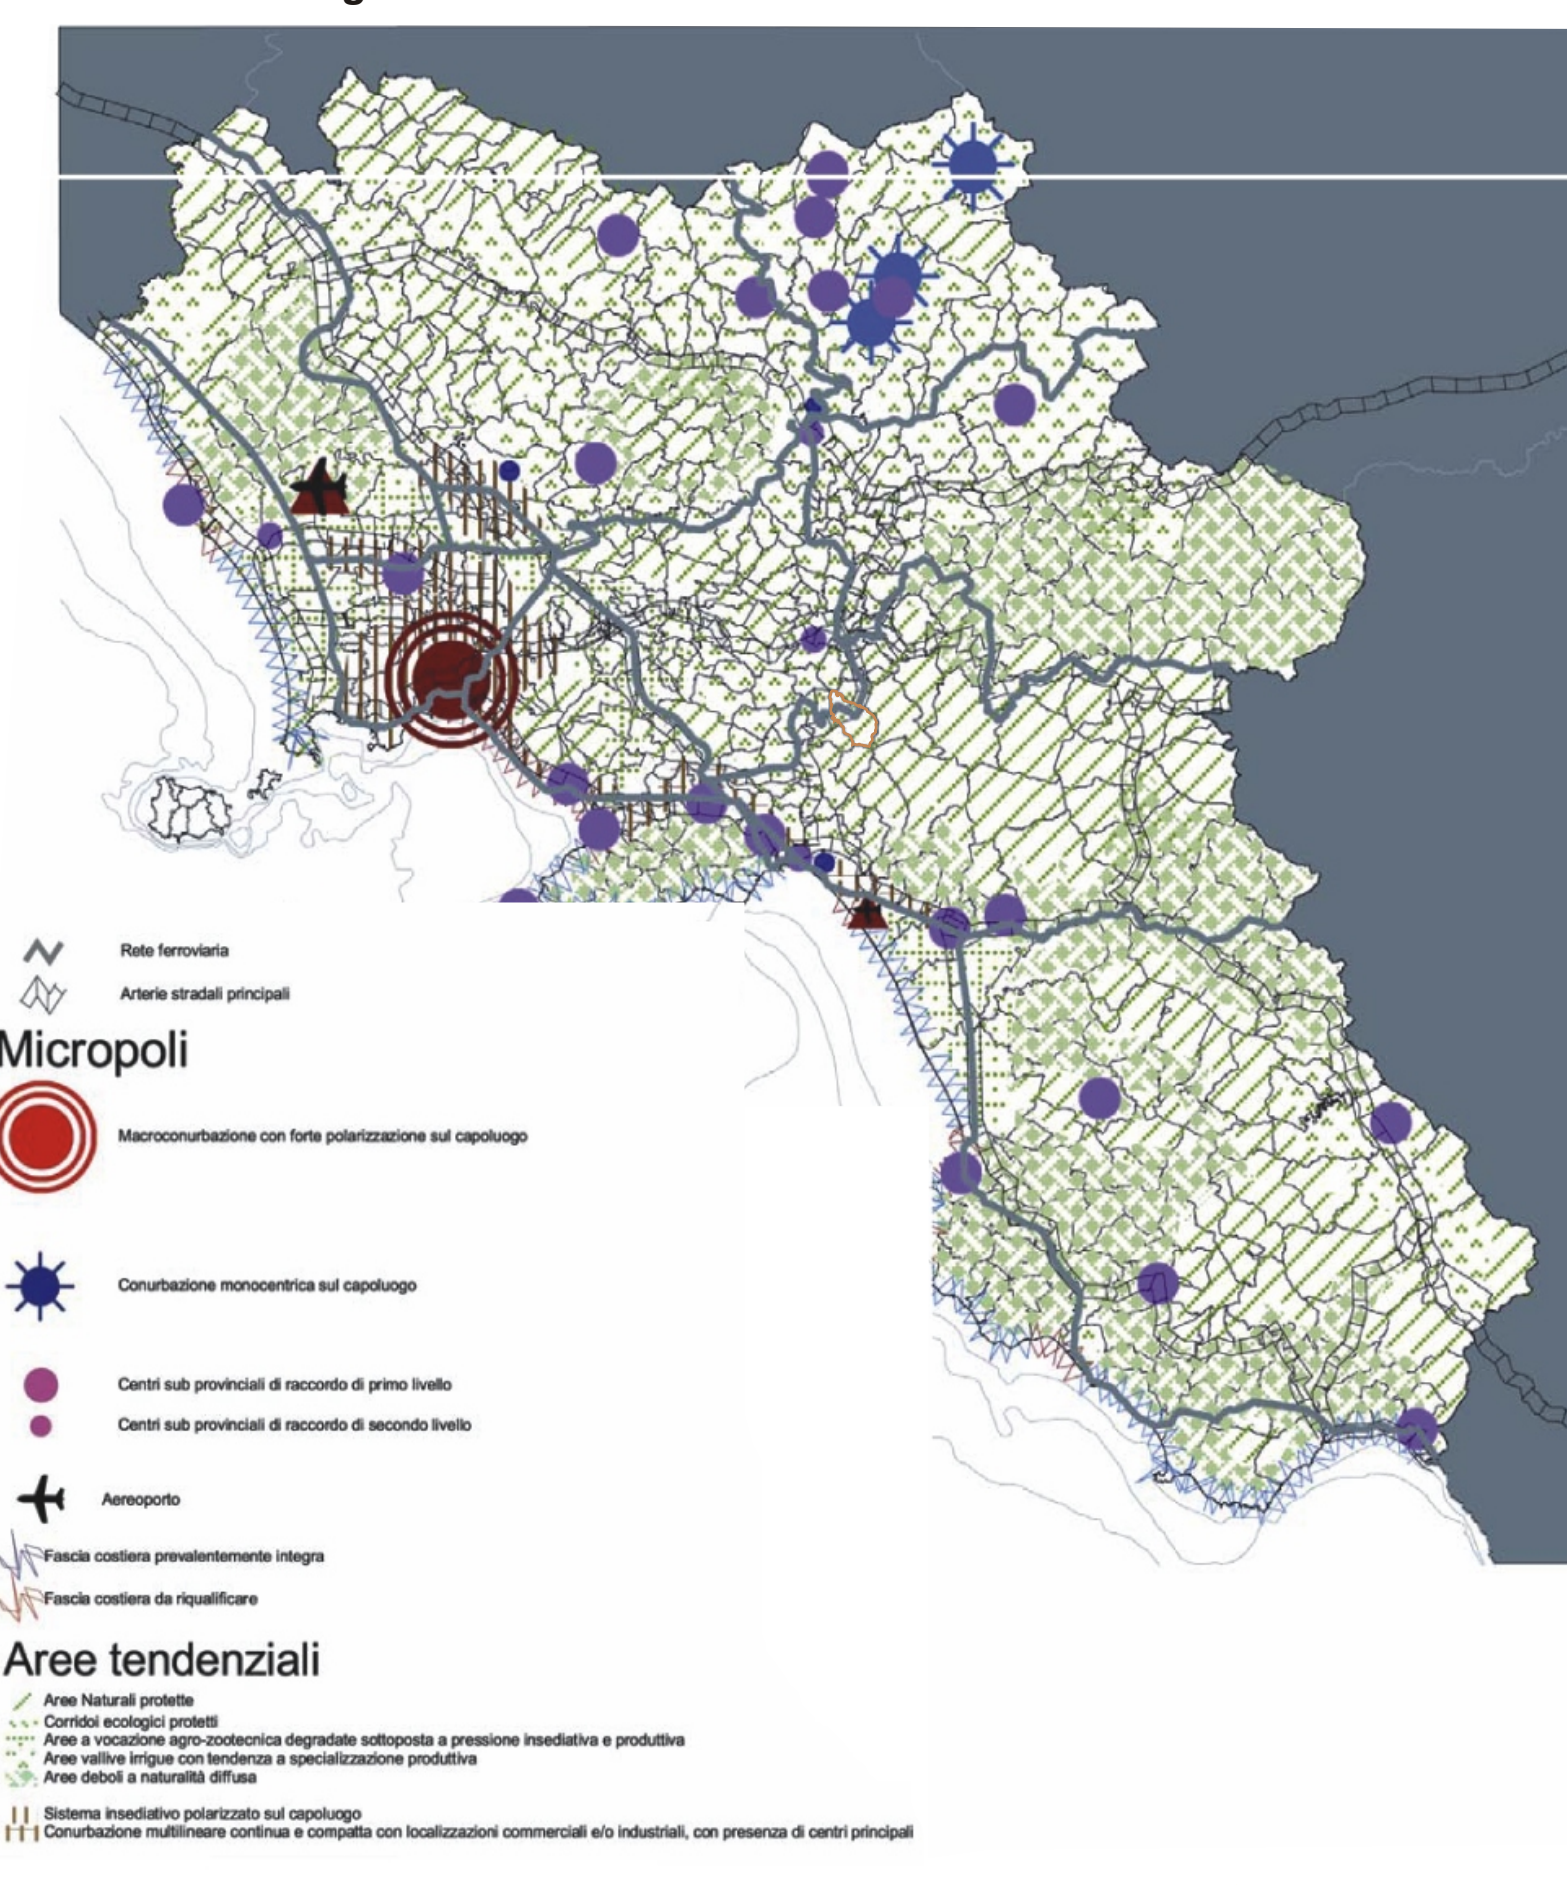 Rete ferroviaria
Arterie stradali principali
Micropoli
Macroconurbazione con forte polarizzazione sul capoluogo
Conurbazione monocentrica sul capoluogo
Centri sub provinciali di raccordo di primo livello
Centri sub provinciali di raccordo di secondo livello
Aereoporto
Fascia costiera prevalentemente integra
Fascia costiera da riqualificare
Aree tendenziali
Aree Naturali protette
Corridoi ecologici protetti
Aree a vocazione agro-zootecnica degradate sottoposta a pressione insediativa e produttiva
Aree vallive irrigue con tendenza a specializzazione produttiva
Aree deboli a naturalità diffusa
Sistema insediativo polarizzato sul capoluogo
Conurbazione multilineare continua e compatta con localizzazioni commerciali e/o industriali, con presenza di centri principali